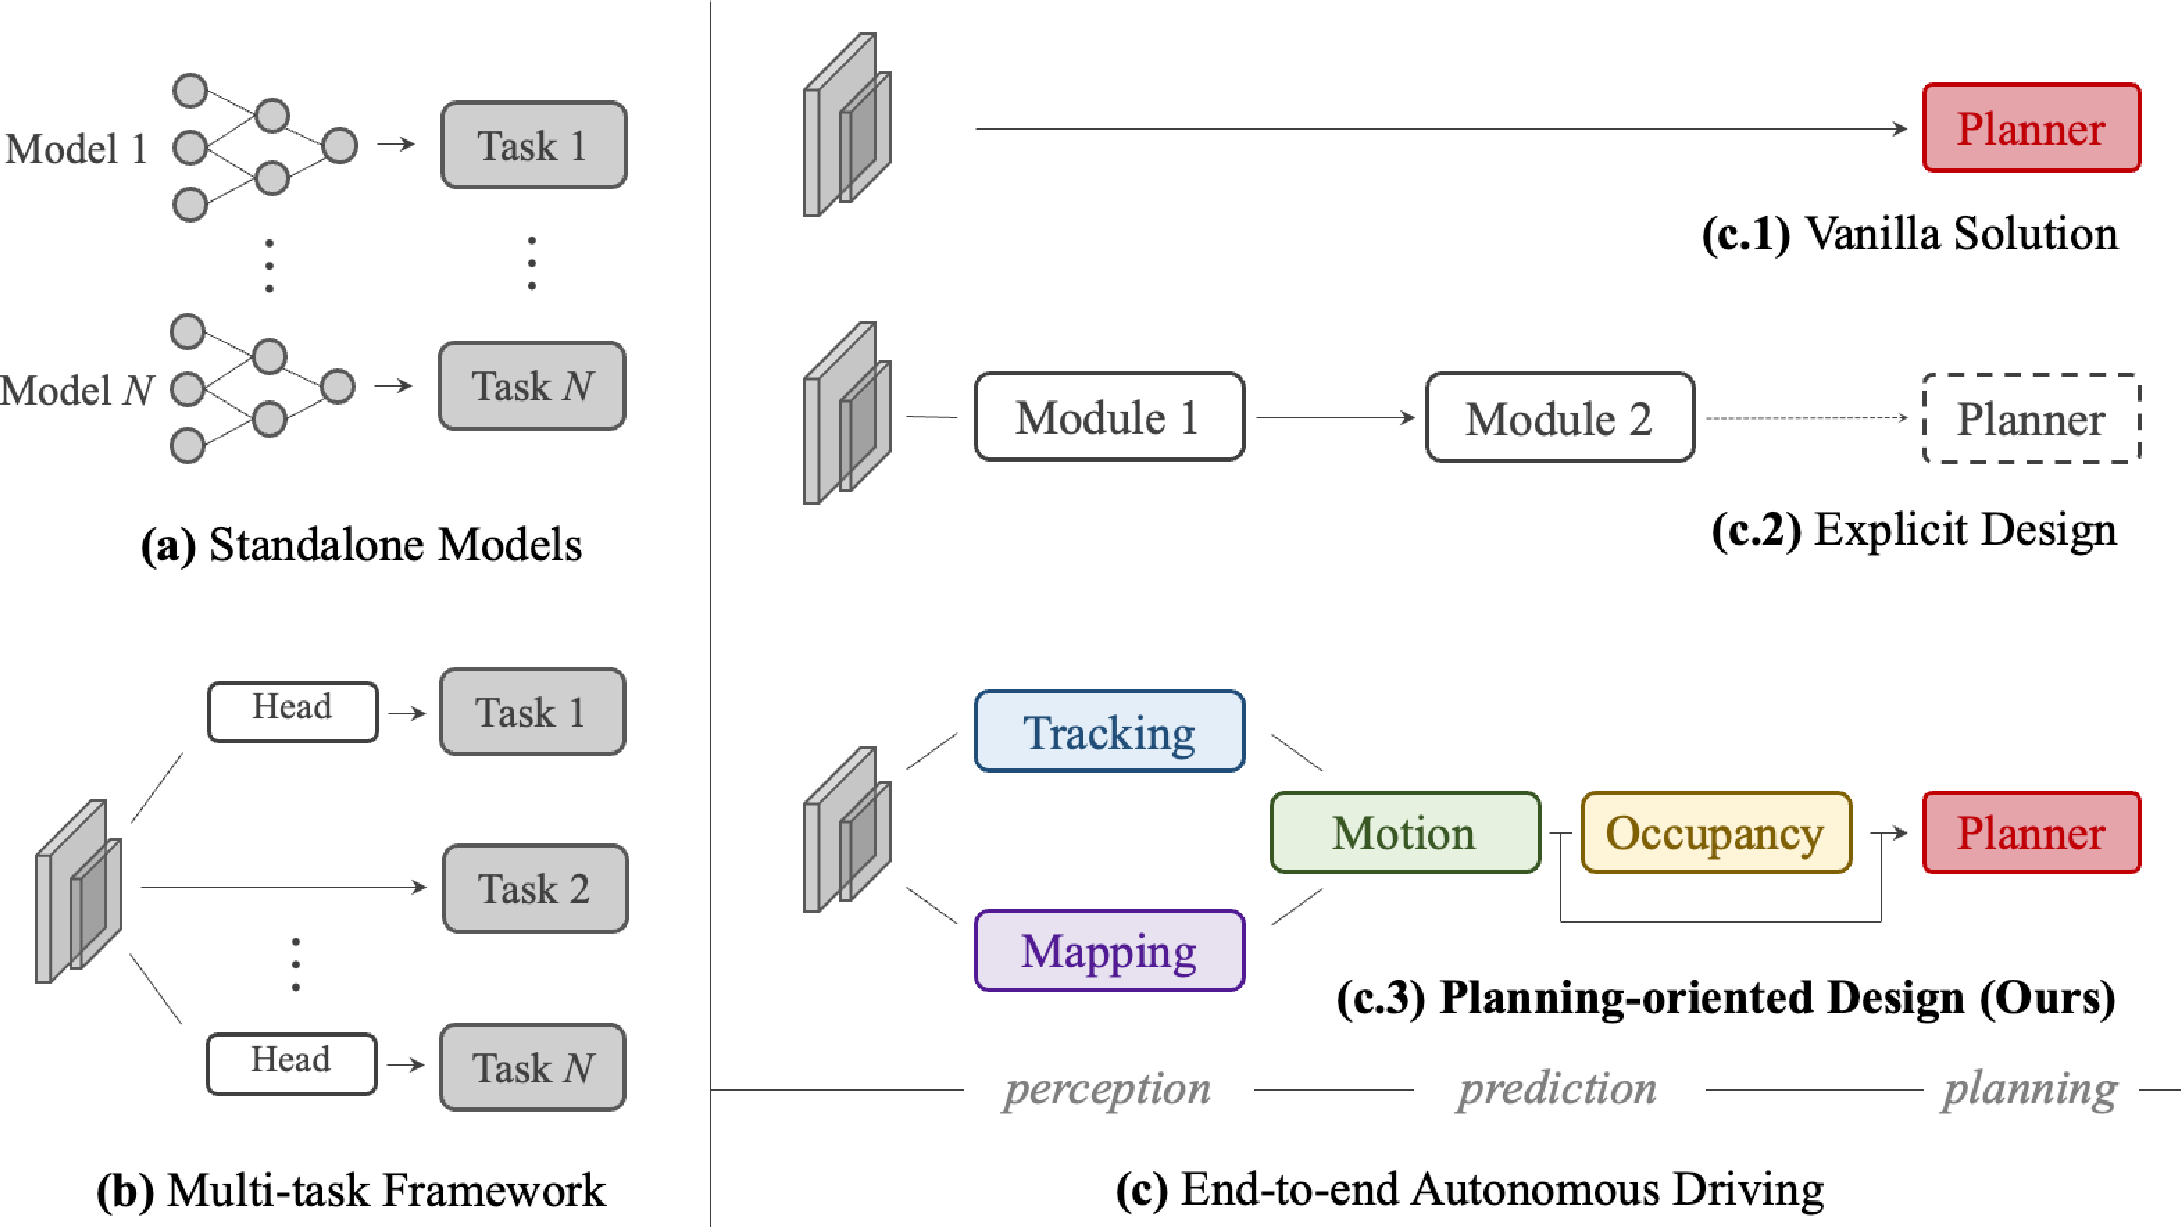 Model 1
Task 1
Model N
Task N
(a) Standalone Models
Head
Task 1
Task 2
Head
Task N
(b) Multi-task Framework
Planner
(c.1) Vanilla Solution
Module 1
Module 2
Planner
(c.2) Explicit Design
Tracking
Motion
Occupancy
Planner
Mapping
(c.3) Planning-oriented Design (Ours)
perception
prediction
planning
(c) End-to-end Autonomous Driving